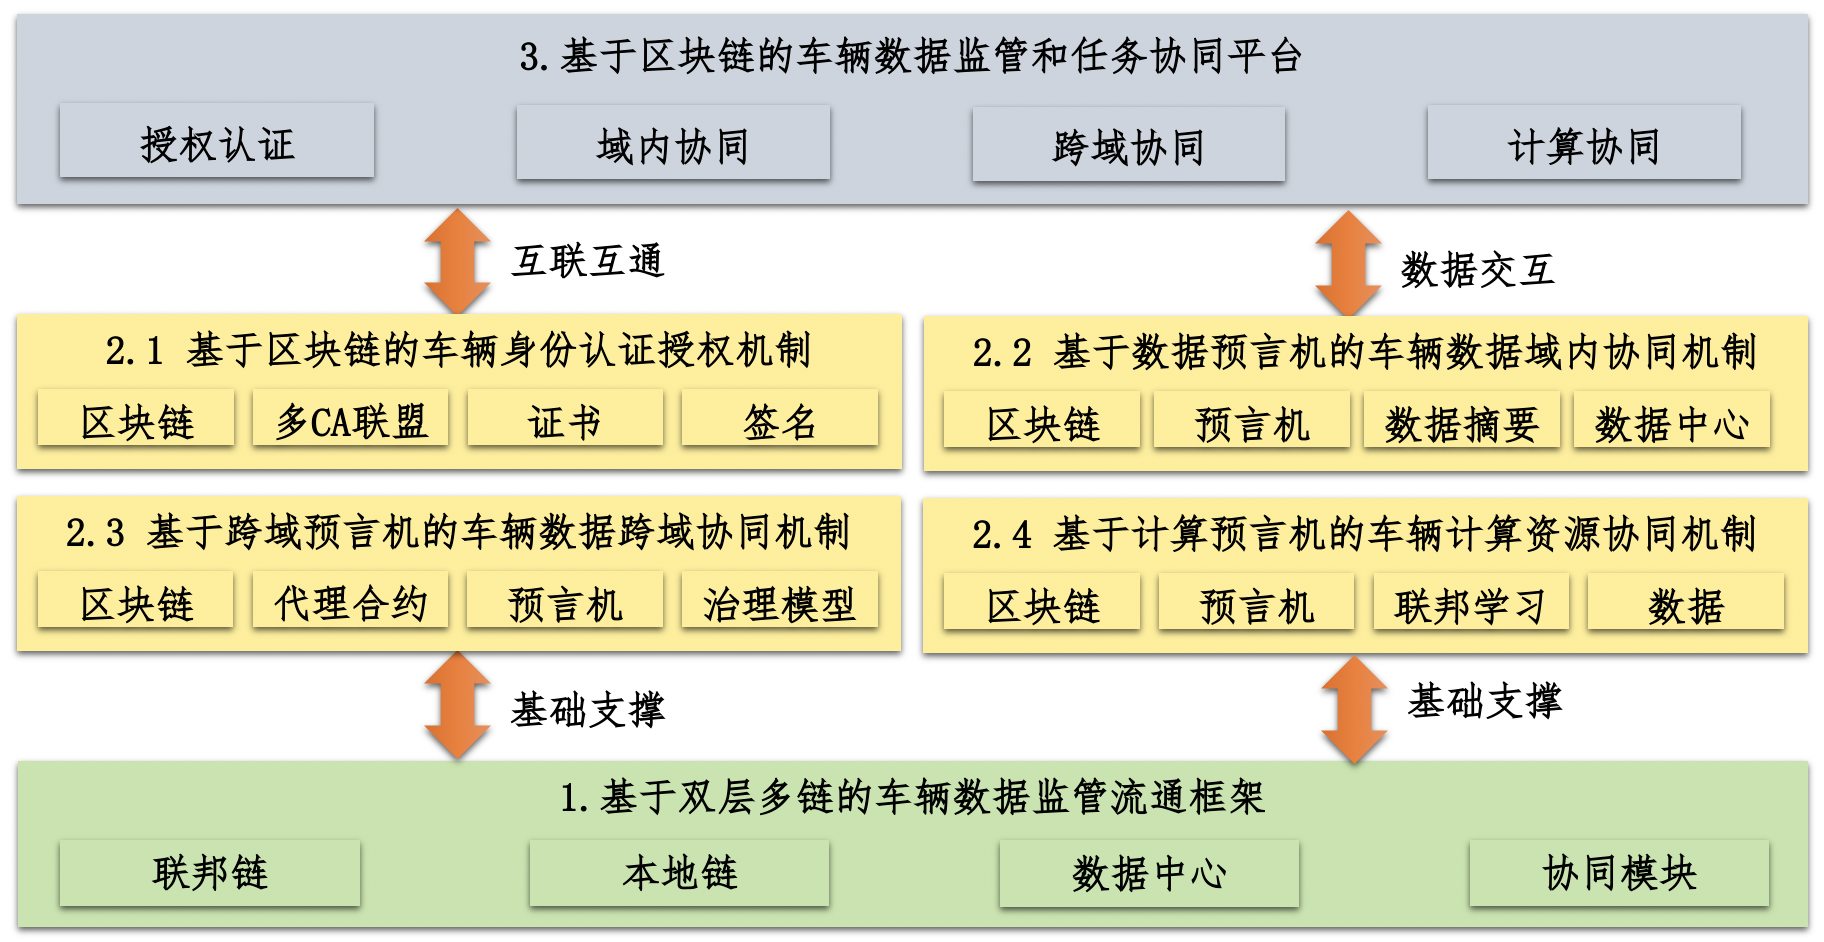 3.基于区块链的车辆数据监管和任务协同平台
授权认证
域内协同
跨域协同
计算协同
互联互通
数据交互
2.1 基于区块链的车辆身份认证授权机制
区块链
多CA联盟
证书
签名
2.2 基于数据预言机的车辆数据域内协同机制
区块链
预言机
数据摘要
数据中心
2.3 基于跨域预言机的车辆数据跨域协同机制
区块链
代理合约
预言机
治理模型
2.4 基于计算预言机的车辆计算资源协同机制
区块链
预言机
联邦学习
数据
基础支撑
基础支撑
1.基于双层多链的车辆数据监管流通框架
联邦链
本地链
数据中心
协同模块